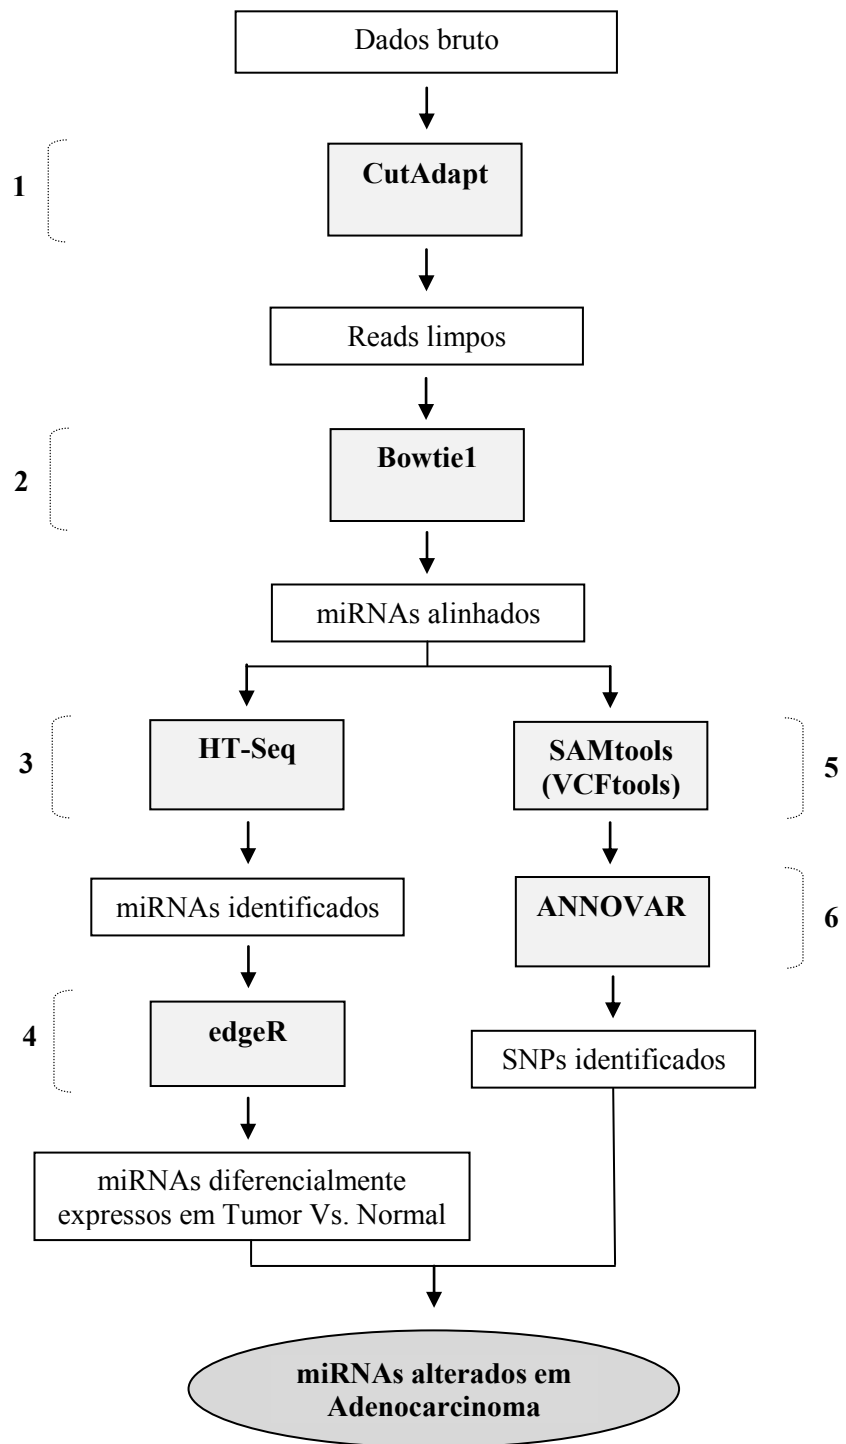 Dados bruto
1
CutAdapt
Reads limpos
2
Bowtie1
miRNAs alinhados
3
HT-Seq
SAMtools
(VCFtools)
5
miRNAs identificados
ANNOVAR
6
4
edgeR
SNPs identificados
miRNAs diferencialmente
expressos em Tumor Vs. Normal
miRNAs alterados em
Adenocarcinoma